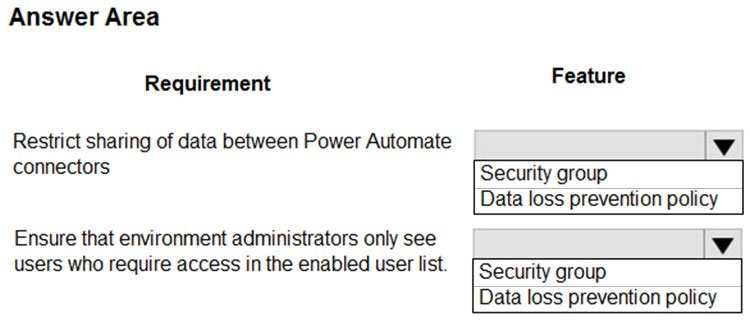 Answer Area
Requirement
Feature
Restrict sharing of data between Power Automate
connectors
Security group
Data loss prevention policy
Ensure that environment administrators only see
users who require access in the enabled user list.
Security group
Data loss prevention policy